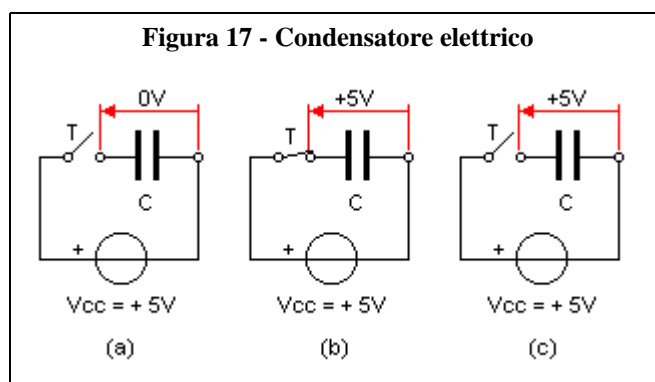 Figura 17 - Condensatore elettrico
0V +5V +5V
T T T
C C C
+ + +
Vcc = + 5V Vcc = + 5V Vcc = + 5V
(a) (b) (c)